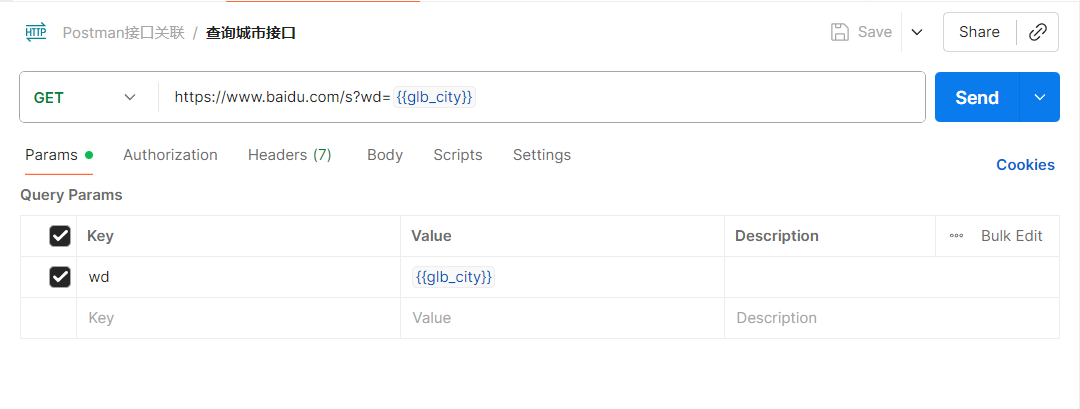 HTTP Postman接口关联 / 查询城市接口 Save Share
GET https://www.baidu.com/s?wd= {{glb_city}} Send
Params Authorization Headers (7) Body Scripts Settings Cookies
Query Params
Key Value Description Bulk Edit
wd {{glb_city}}
Key Value Description